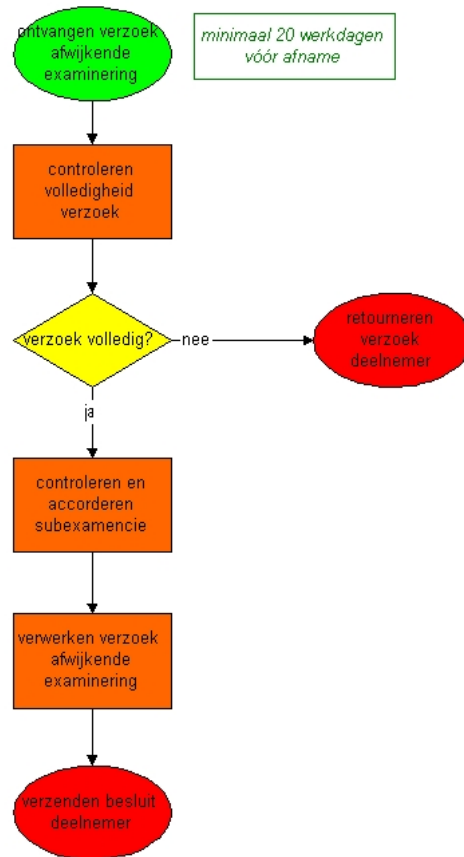 ontvangen verzoek
afwijkende
examinering
minimaal 20 werkdagen
vóór afname
controleren
volledigheid
verzoek
verzoek volledig?
nee
retourneren
verzoek
deelnemer
ja
controleren en
accorderen
subexamencie
verwerken verzoek
afwijkende
examinering
verzenden besluit
deelnemer